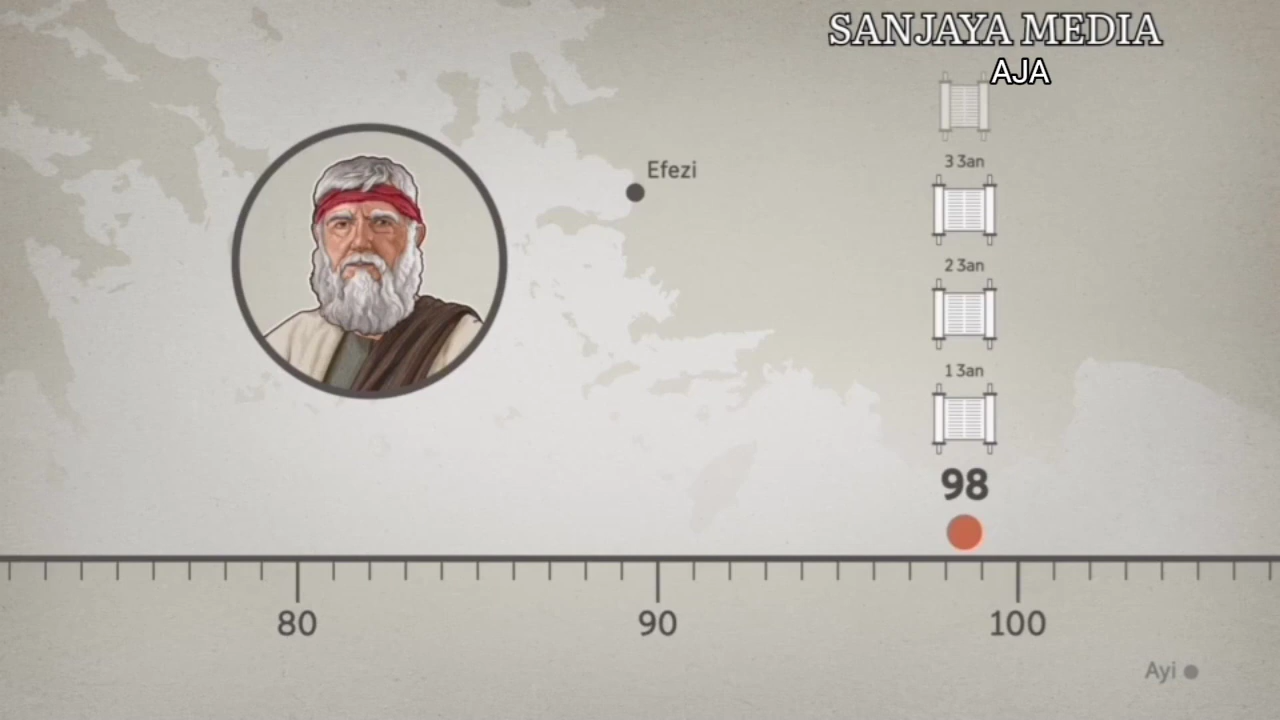 SANJAYA MEDIA
AJA
Efezi
3 3an
2 3an
1 3an
98
80
90
100
Ayi